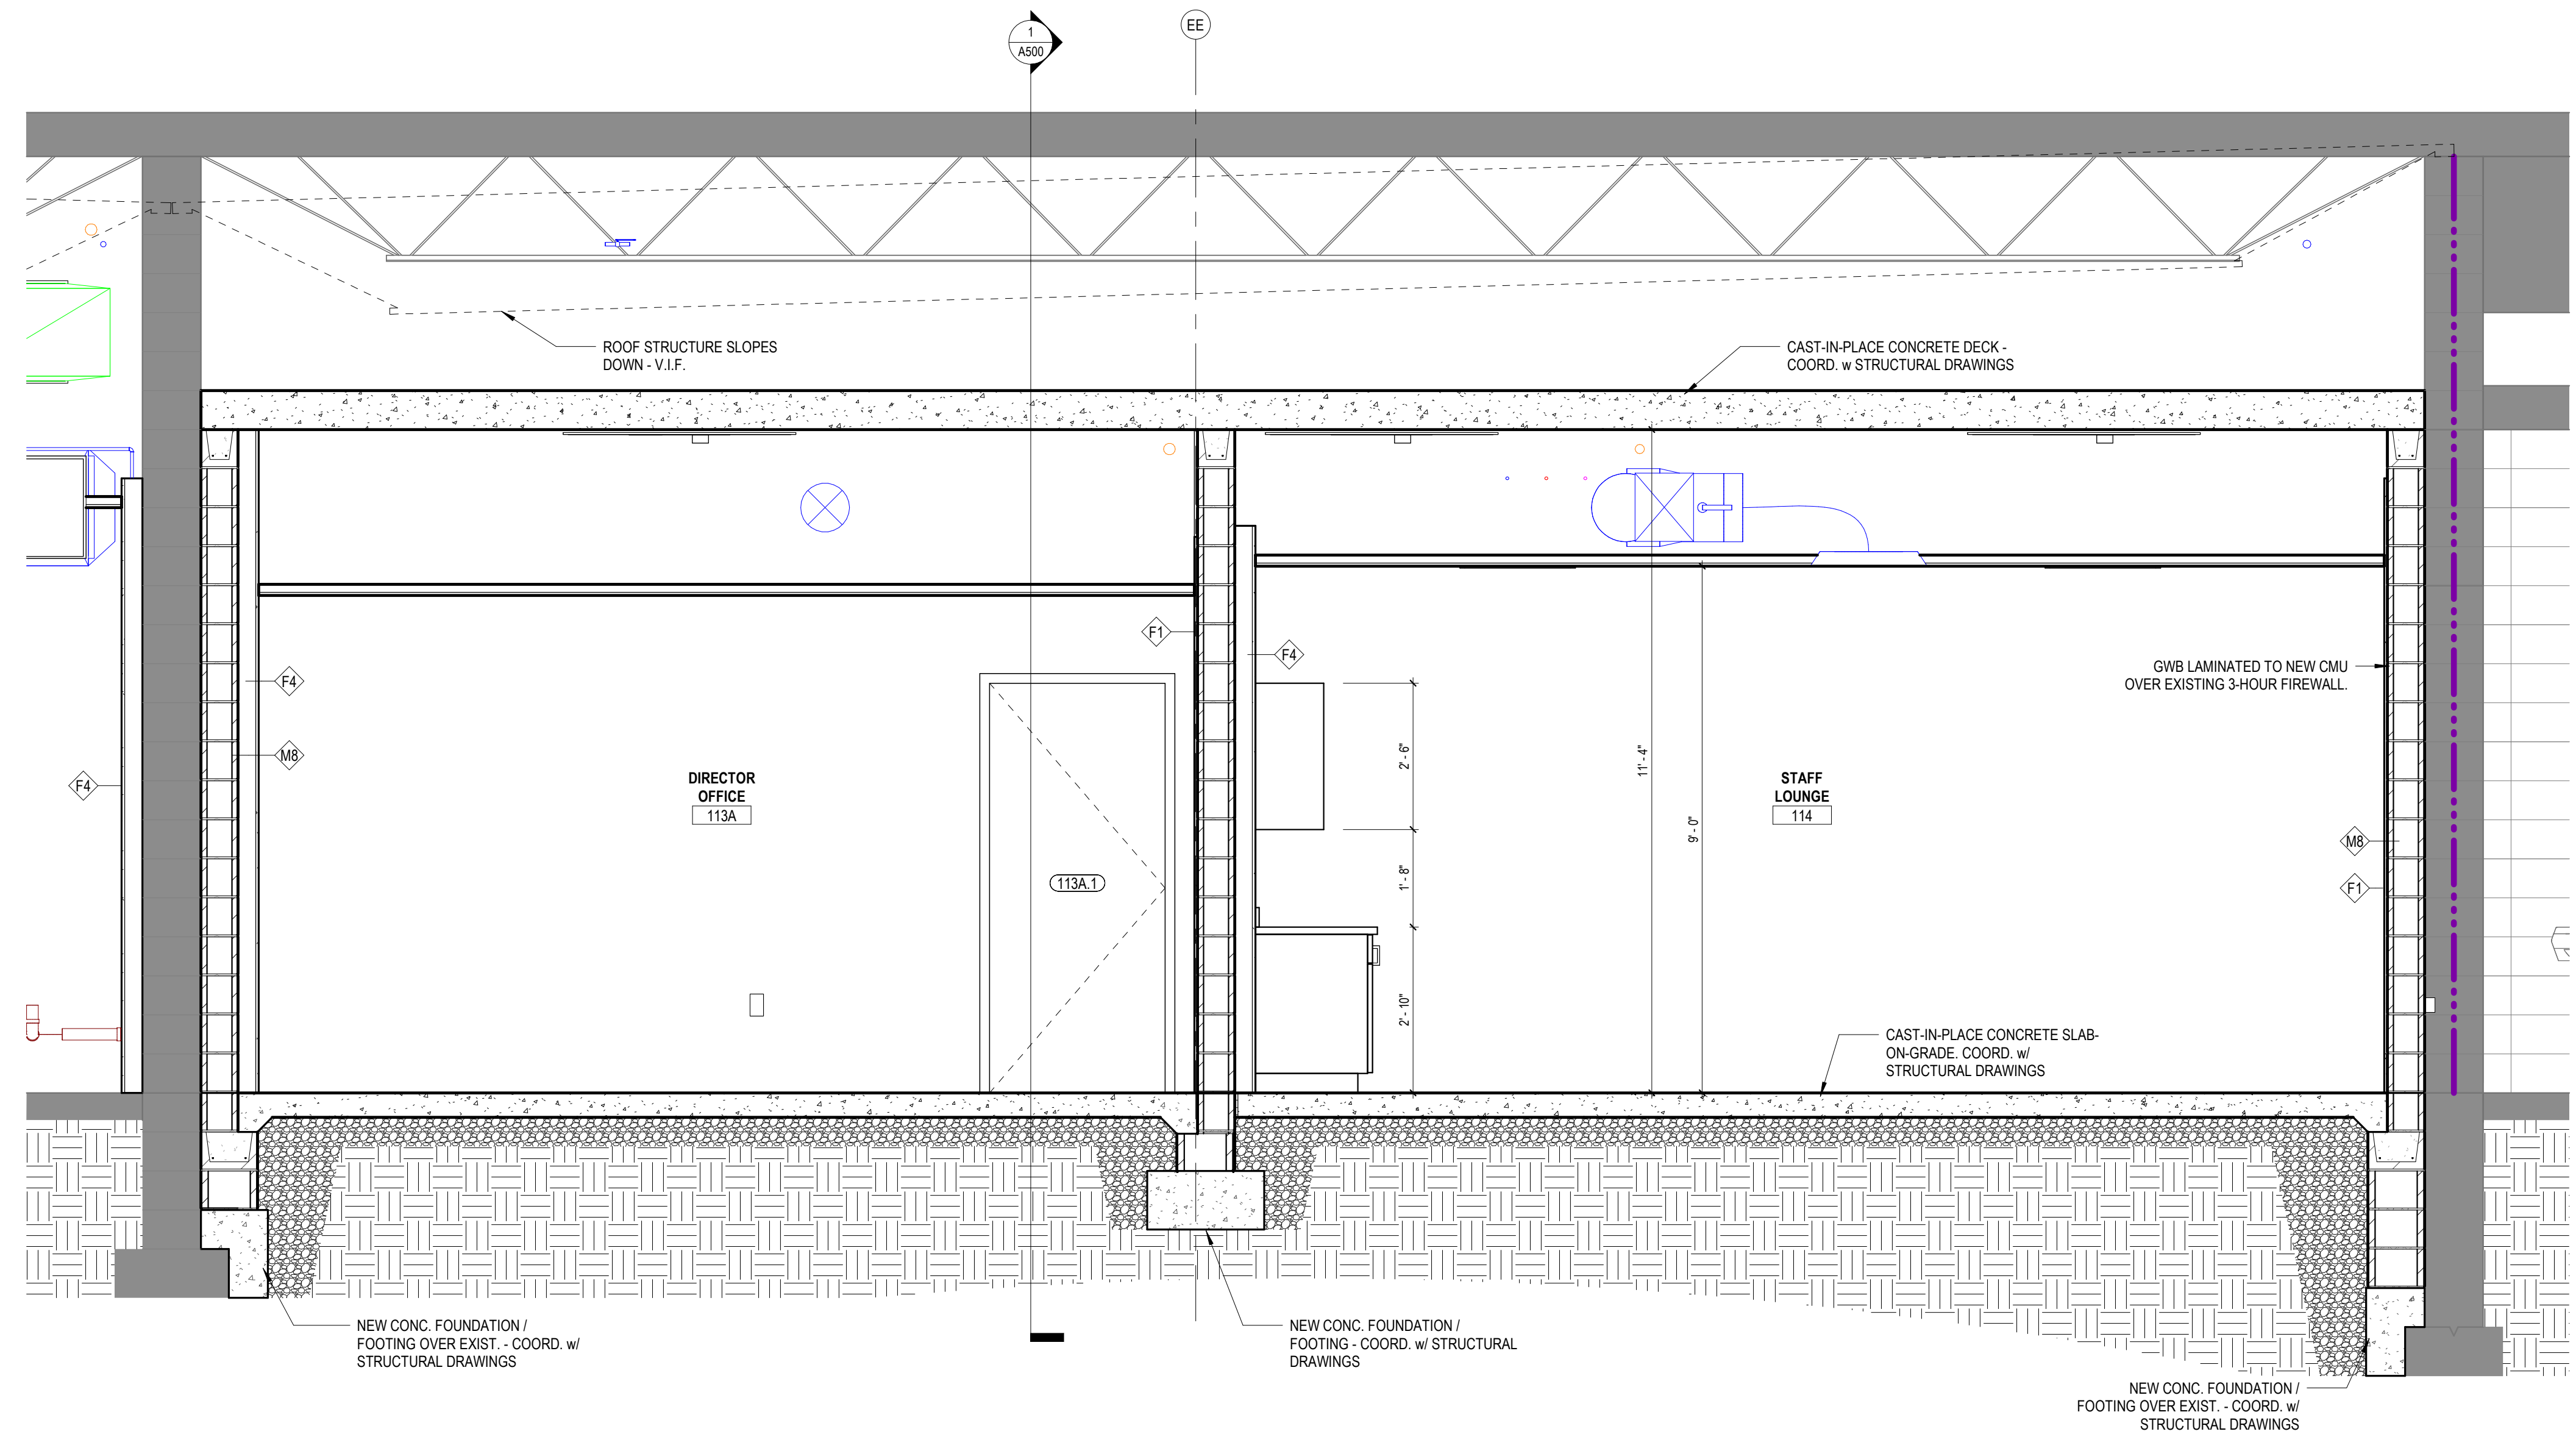 1
A500
EE
ROOF STRUCTURE SLOPES
DOWN - V.I.F.
CAST-IN-PLACE CONCRETE DECK -
COORD. w STRUCTURAL DRAWINGS
F1
F4
F4
GWB LAMINATED TO NEW CMU
OVER EXISTING 3-HOUR FIREWALL.
M8
F4
DIRECTOR
OFFICE
113A
2' - 6"
11' - 4"
STAFF
LOUNGE
114
9' - 0"
M8
113A.1
1' - 8"
F1
2' - 10"
CAST-IN-PLACE CONCRETE SLAB-
ON-GRADE. COORD. w/
STRUCTURAL DRAWINGS
NEW CONC. FOUNDATION /
FOOTING OVER EXIST. - COORD. w/
STRUCTURAL DRAWINGS
NEW CONC. FOUNDATION /
FOOTING - COORD. w/ STRUCTURAL
DRAWINGS
NEW CONC. FOUNDATION /
FOOTING OVER EXIST. - COORD. w/
STRUCTURAL DRAWINGS